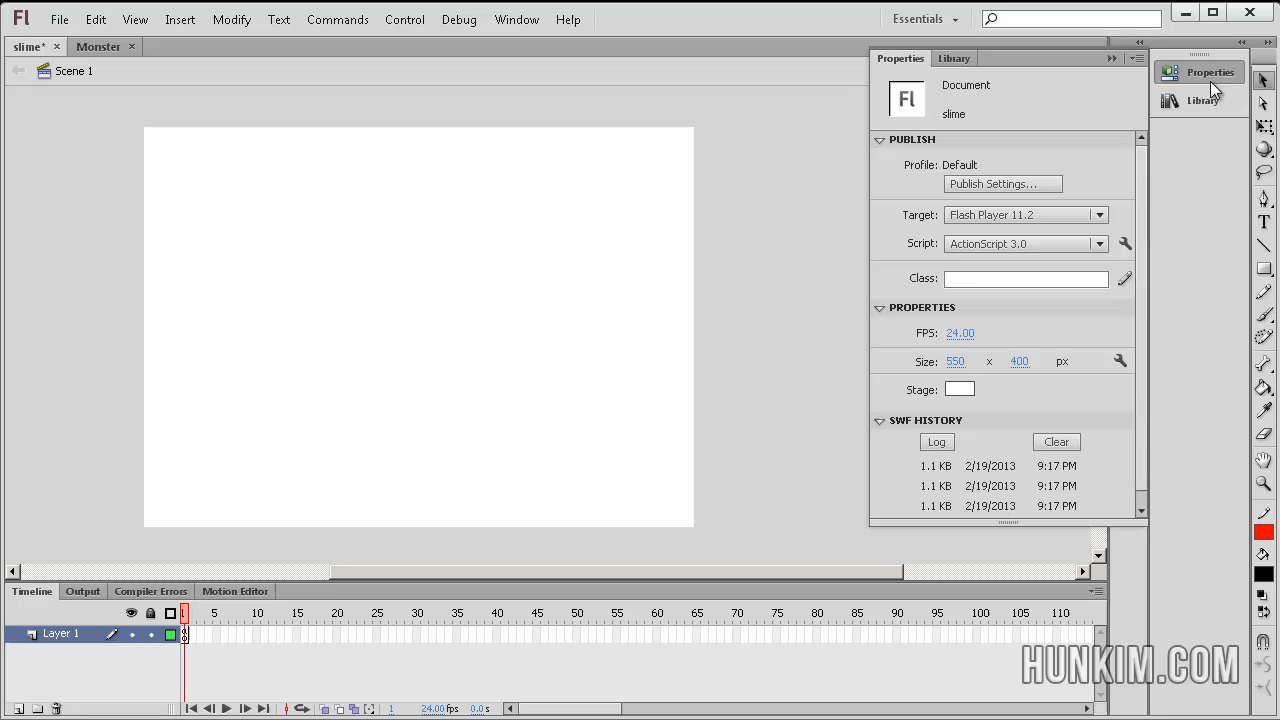 Fl File Edit View Insert Modify Text Commands Control Debug Window Help Essentials
slime* × Monster ×
Scene 1
Properties Library
Fl Document
slime
PUBLISH
Profile: Default
Publish Settings...
Target: Flash Player 11.2
Script: ActionScript 3.0
Class:
PROPERTIES
FPS: 24.00
Size: 550 x 400 px
Stage:
SWF HISTORY
Log Clear
1.1 KB 2/19/2013 9:17 PM
1.1 KB 2/19/2013 9:17 PM
1.1 KB 2/19/2013 9:17 PM
Properties
Library
T
Timeline Output Compiler Errors Motion Editor
5 10 15 20 25 30 35 40 45 50 55 60 65 70 75 80 85 90 95 100 105 110
Layer 1
1 24.00fps 0.0s
HUNKIM.COM